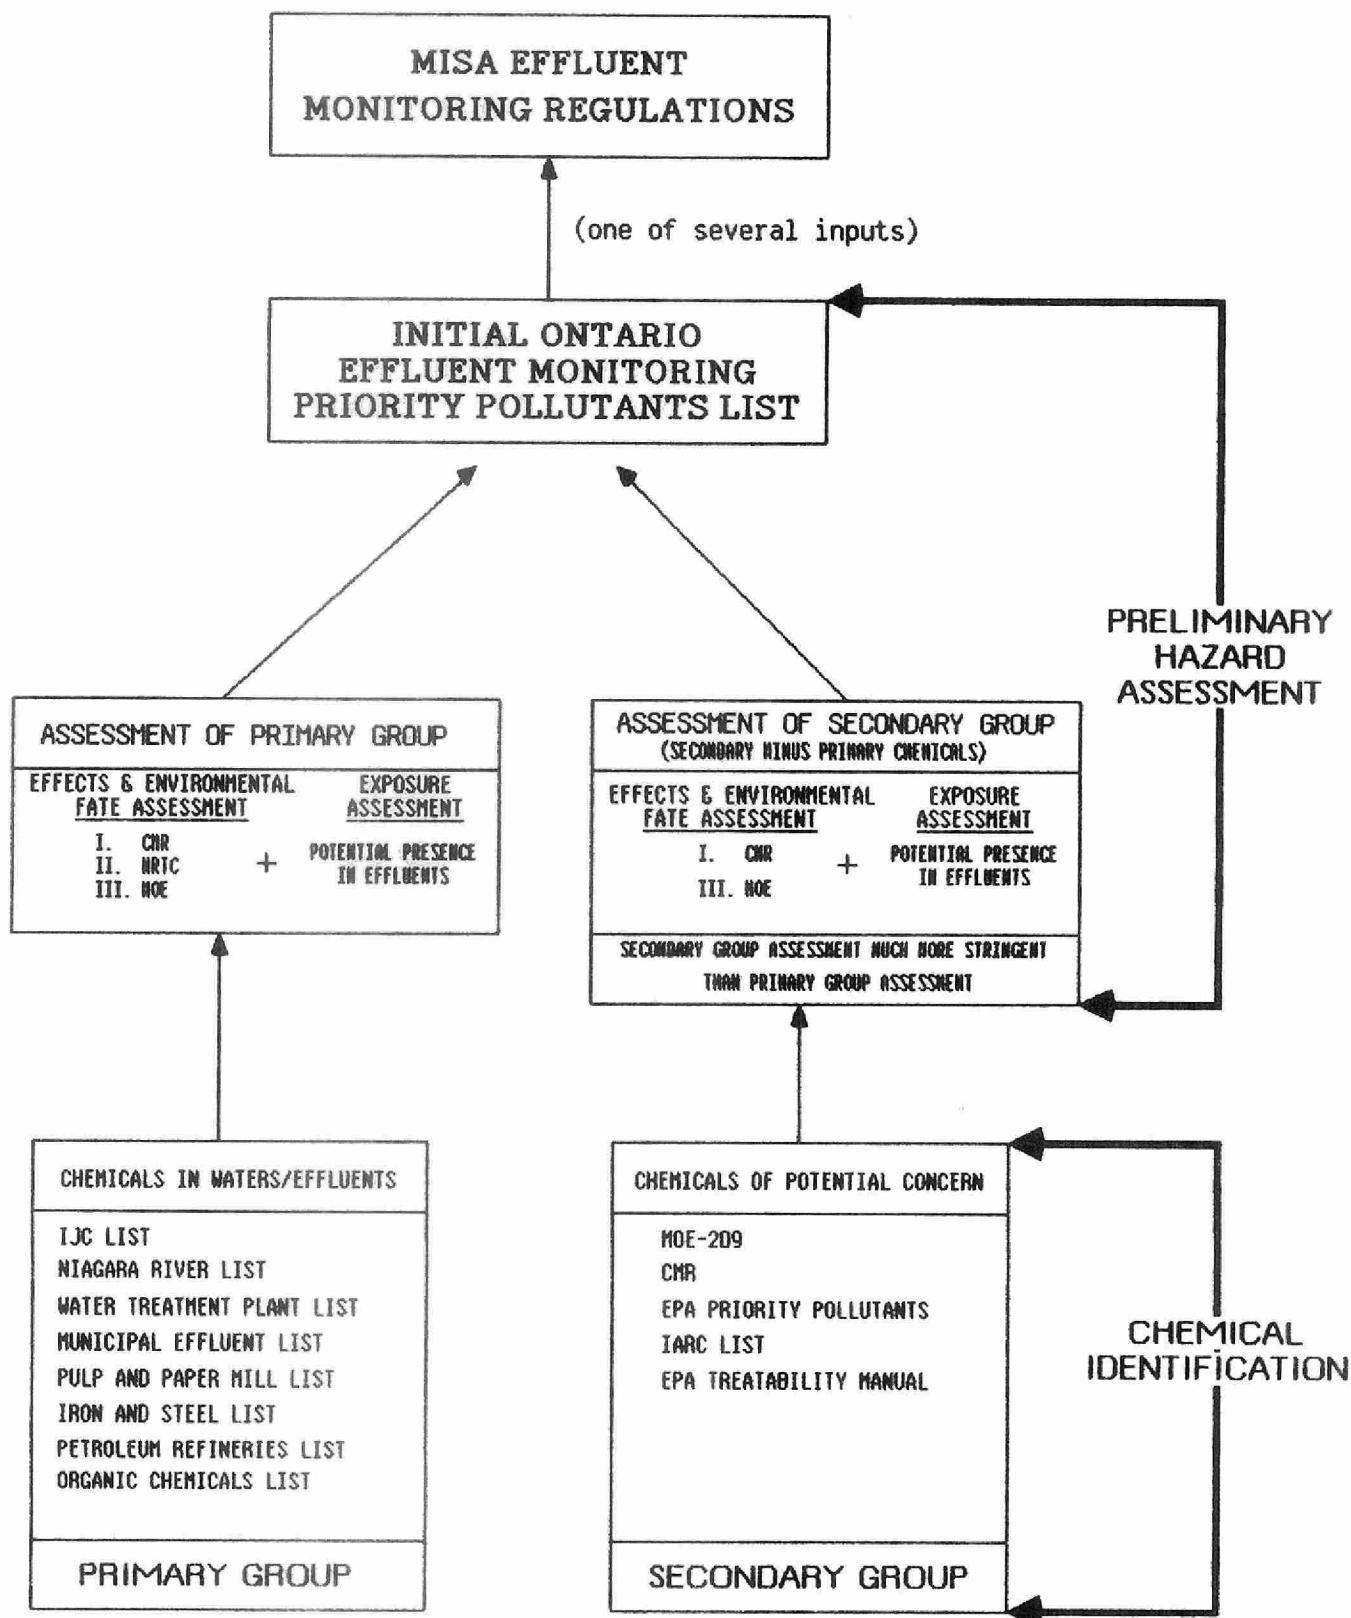 MISA EFFLUENT
MONITORING REGULATIONS
(one of several inputs)
INITIAL ONTARIO
EFFLUENT MONITORING
PRIORITY POLLUTANTS LIST
PRELIMINARY
HAZARD
ASSESSMENT
ASSESSMENT OF PRIMARY GROUP
EFFECTS & ENVIRONMENTAL
FATE ASSESSMENT
I. CMR
II. NRTC
III. MOE
+
EXPOSURE
ASSESSMENT
POTENTIAL PRESENCE
IN EFFLUENTS
ASSESSMENT OF SECONDARY GROUP
(SECONDARY MINUS PRIMARY CHEMICALS)
EFFECTS & ENVIRONMENTAL
FATE ASSESSMENT
I. CMR
III. MOE
+
EXPOSURE
ASSESSMENT
POTENTIAL PRESENCE
IN EFFLUENTS
SECONDARY GROUP ASSESSMENT MUCH MORE STRINGENT
THAN PRIMARY GROUP ASSESSMENT
CHEMICALS IN WATERS/EFFLUENTS
IJC LIST
NIAGARA RIVER LIST
WATER TREATMENT PLANT LIST
MUNICIPAL EFFLUENT LIST
PULP AND PAPER MILL LIST
IRON AND STEEL LIST
PETROLEUM REFINERIES LIST
ORGANIC CHEMICALS LIST
PRIMARY GROUP
CHEMICALS OF POTENTIAL CONCERN
MOE-209
CMR
EPA PRIORITY POLLUTANTS
IARC LIST
EPA TREATABILITY MANUAL
SECONDARY GROUP
CHEMICAL
IDENTIFICATION